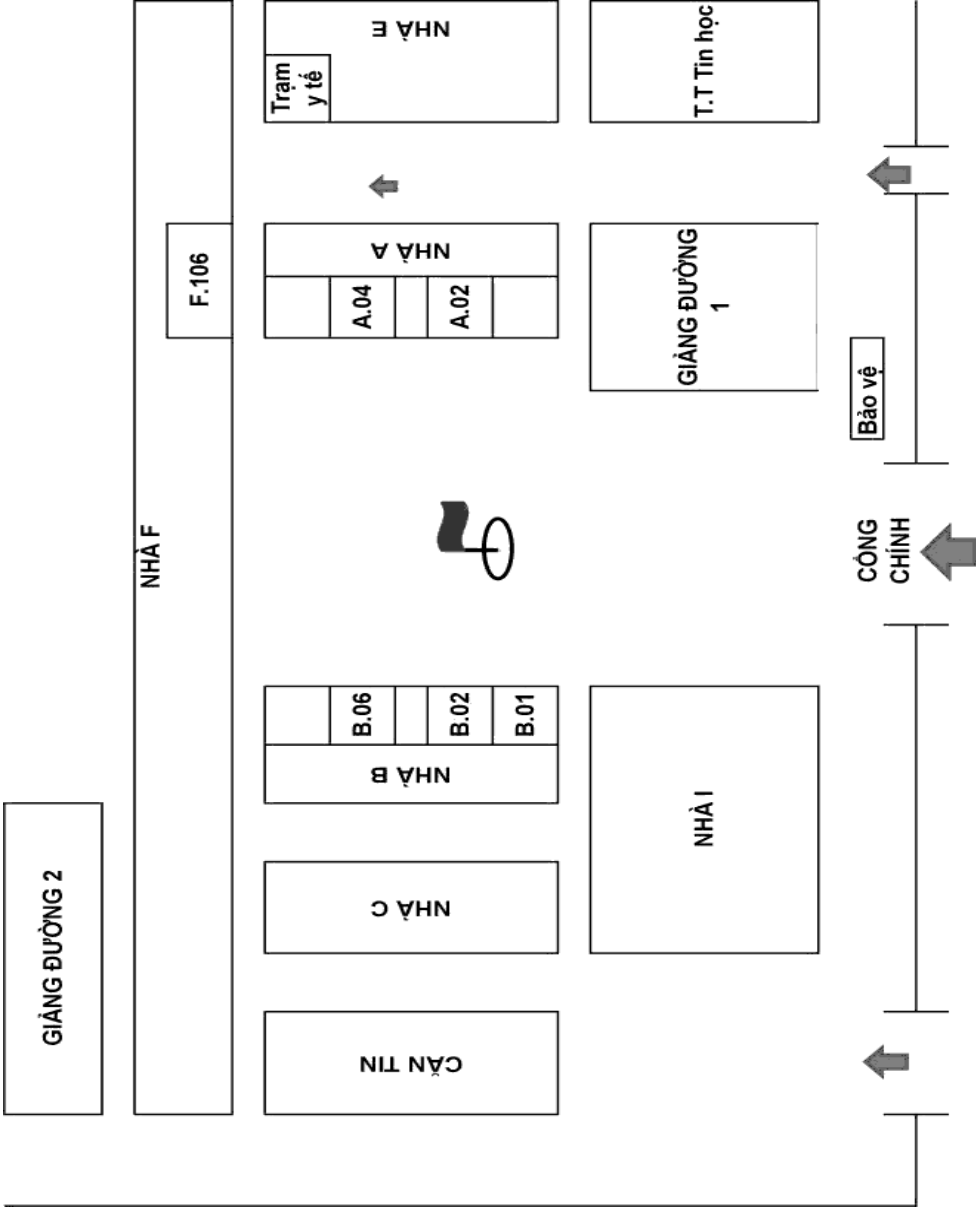 NHÀ E
Trạm
y tế
T.T Tin học
F.106
NHÀ A
A.04
A.02
GIẢNG ĐƯỜNG
1
Bảo vệ
NHÀ F
CỔNG
CHÍNH
B.06
B.02
B.01
NHÀ B
NHÀ I
GIẢNG ĐƯỜNG 2
NHÀ C
CĂN TIN